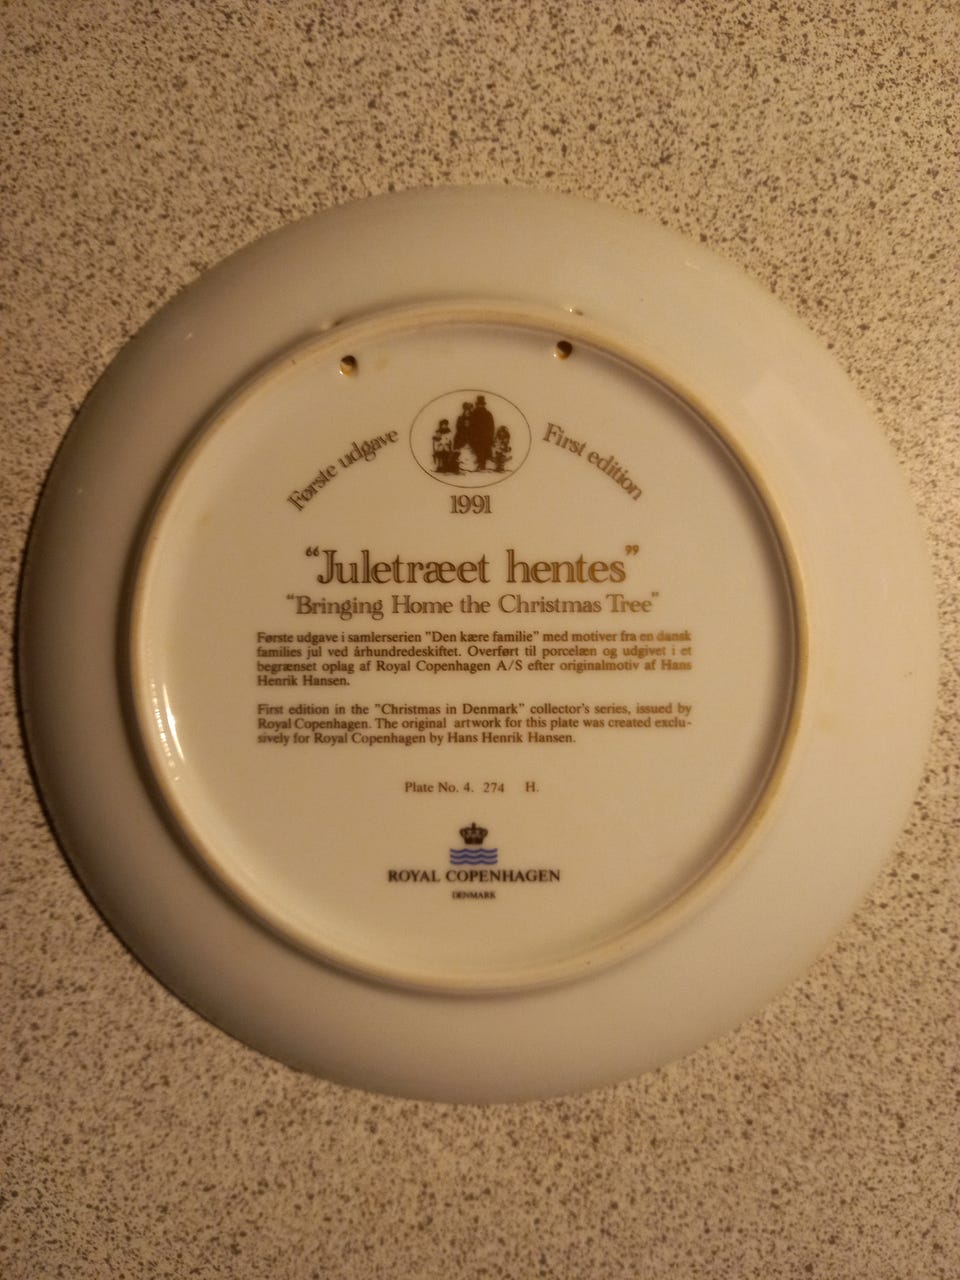 Første udgave
First edition
1991
"Juletræet hentes"
"Bringing Home the Christmas Tree"
Første udgave i samlerserien "Den kære familie" med motiver fra en dansk
families jul ved århundredeskiftet. Overført til porcelæn og udgivet i et
begrænset oplag af Royal Copenhagen A/S efter originalmotiv af Hans
Henrik Hansen.
First edition in the "Christmas in Denmark" collector's series, issued by
Royal Copenhagen. The original artwork for this plate was created exclu-
sively for Royal Copenhagen by Hans Henrik Hansen.
Plate No. 4. 274 H.
ROYAL COPENHAGEN
DENMARK